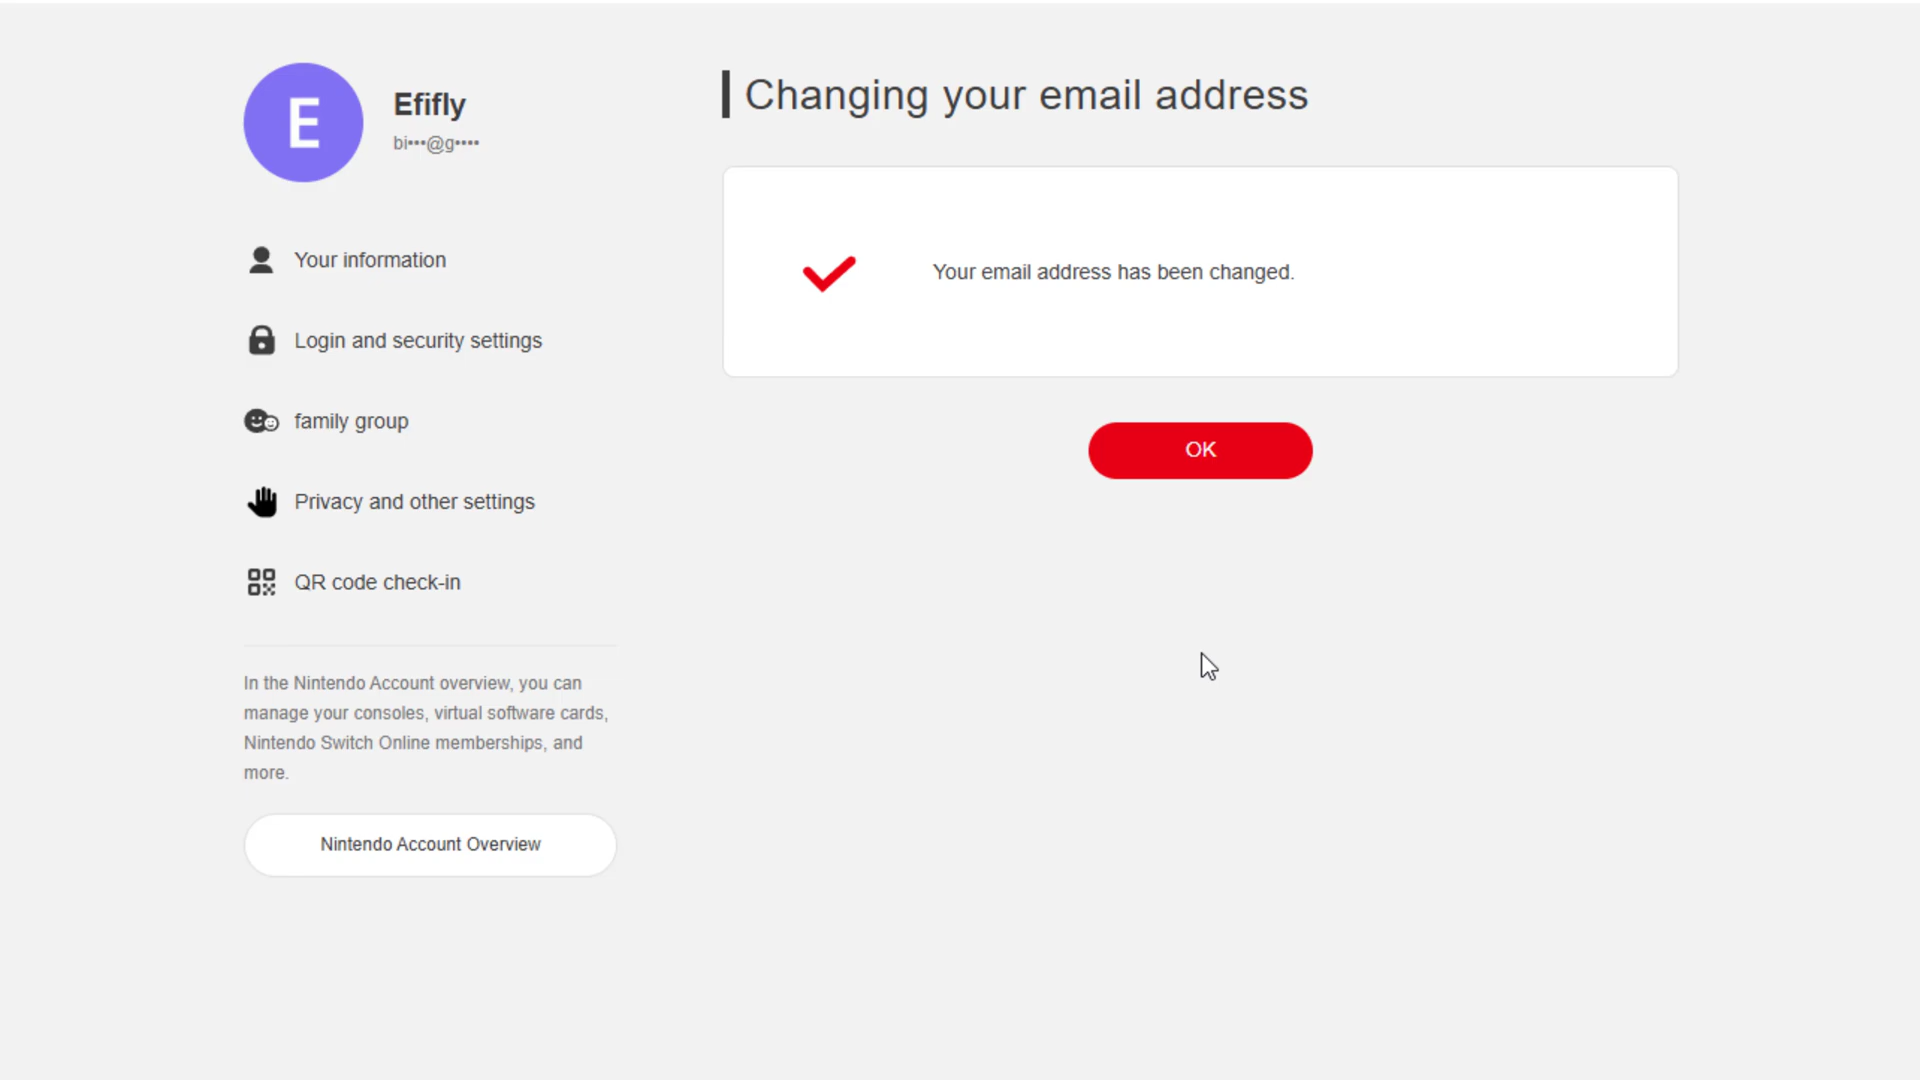 E
Efifly
bi•••@g••••
Your information
Login and security settings
family group
Privacy and other settings
QR code check-in
In the Nintendo Account overview, you can
manage your consoles, virtual software cards,
Nintendo Switch Online memberships, and
more.
Nintendo Account Overview
Changing your email address
Your email address has been changed.
OK